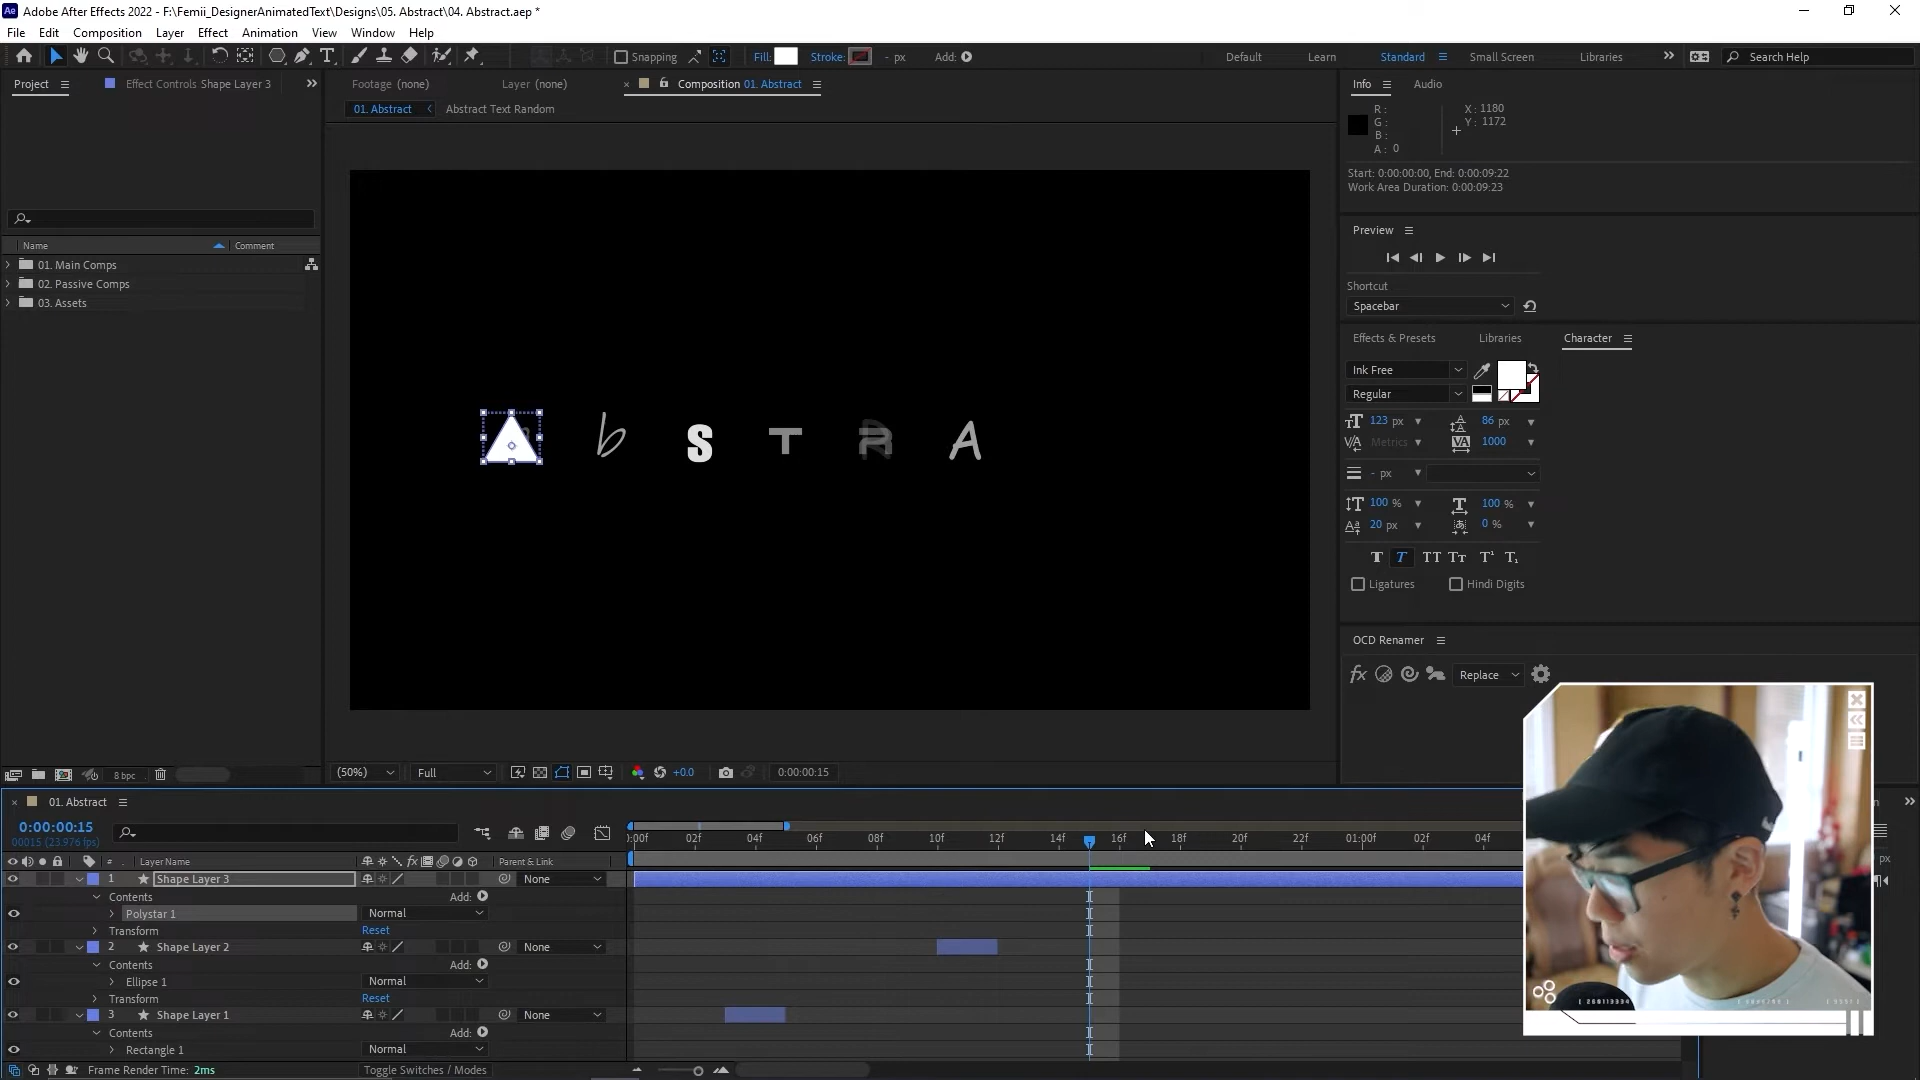 Adobe After Effects 2022 - F:\Femii_DesignerAnimatedText\Designs\05. Abstract\04. Abstract.aep *
File Edit Composition Layer Effect Animation View Window Help
Snapping Fill: Stroke: - px Add: Default Learn Standard Small Screen Libraries Search Help
Project Effect Controls Shape Layer 3
Footage (none) Layer (none) Composition 01. Abstract
01. Abstract Abstract Text Random
Name Comment
01. Main Comps
02. Passive Comps
03. Assets
b S T R A
8 bpc
(50%) Full +0.0 0:00:00:15
Info Audio
R: X: 1180
G: Y: 1172
B:
A: 0
Start: 0:00:00:00, End: 0:00:09:22
Work Area Duration: 0:00:09:23
Preview
Shortcut
Spacebar
Effects & Presets Libraries Character
Ink Free
Regular
123 px 86 px
Metrics 1000
- px
100 % 100 %
20 px 0 %
Ligatures Hindi Digits
OCD Renamer
Replace
01. Abstract
0:00:00:15
00015 (23.976 fps)
:00f 02f 04f 06f 08f 10f 12f 14f 16f 18f 20f 22f 01:00f 02f 04f
# Layer Name Parent & Link
1 Shape Layer 3 None
Contents Add:
Polystar 1 Normal
Transform Reset
2 Shape Layer 2 None
Contents Add:
Ellipse 1 Normal
Transform Reset
3 Shape Layer 1 None
Contents Add:
Rectangle 1 Normal
Frame Render Time: 2ms Toggle Switches / Modes